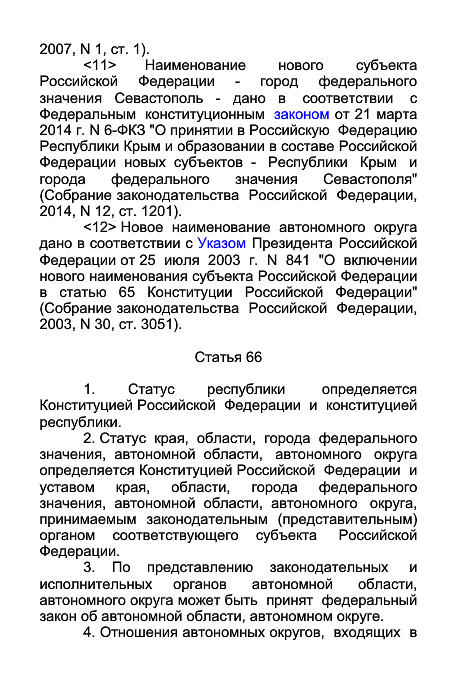 2007, N 1, ст. 1).
<11> Наименование нового субъекта
Российской Федерации - город федерального
значения Севастополь - дано в соответствии с
Федеральным конституционным законом от 21 марта
2014 г. N 6-ФКЗ "О принятии в Российскую Федерацию
Республики Крым и образовании в составе Российской
Федерации новых субъектов - Республики Крым и
города федерального значения Севастополя"
(Собрание законодательства Российской Федерации,
2014, N 12, ст. 1201).
<12> Новое наименование автономного округа
дано в соответствии с Указом Президента Российской
Федерации от 25 июля 2003 г. N 841 "О включении
нового наименования субъекта Российской Федерации
в статью 65 Конституции Российской Федерации"
(Собрание законодательства Российской Федерации,
2003, N 30, ст. 3051).
Статья 66
1. Статус республики определяется
Конституцией Российской Федерации и конституцией
республики.
2. Статус края, области, города федерального
значения, автономной области, автономного округа
определяется Конституцией Российской Федерации и
уставом края, области, города федерального
значения, автономной области, автономного округа,
принимаемым законодательным (представительным)
органом соответствующего субъекта Российской
Федерации.
3. По представлению законодательных и
исполнительных органов автономной области,
автономного округа может быть принят федеральный
закон об автономной области, автономном округе.
4. Отношения автономных округов, входящих в